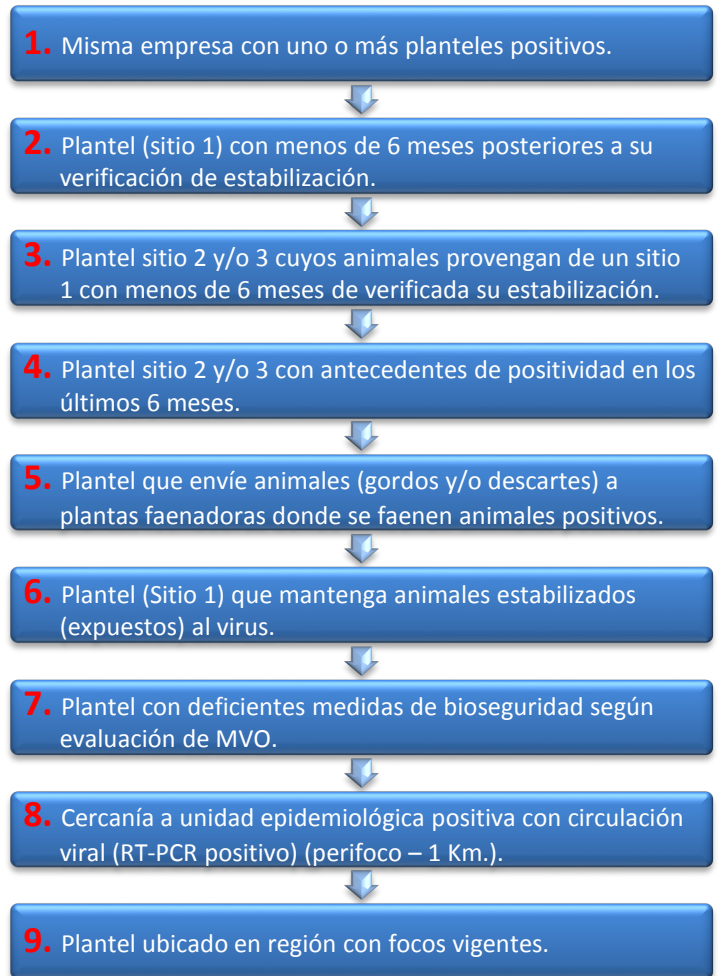 1. Misma empresa con uno o más planteles positivos.
2. Plantel (sitio 1) con menos de 6 meses posteriores a su
verificación de estabilización.
3. Plantel sitio 2 y/o 3 cuyos animales provengan de un sitio
1 con menos de 6 meses de verificada su estabilización.
4. Plantel sitio 2 y/o 3 con antecedentes de positividad en los
últimos 6 meses.
5. Plantel que envíe animales (gordos y/o descartes) a
plantas faenadoras donde se faenen animales positivos.
6. Plantel (Sitio 1) que mantenga animales estabilizados
(expuestos) al virus.
7. Plantel con deficientes medidas de bioseguridad según
evaluación de MVO.
8. Cercanía a unidad epidemiológica positiva con circulación
viral (RT-PCR positivo) (perifoco – 1 Km.).
9. Plantel ubicado en región con focos vigentes.